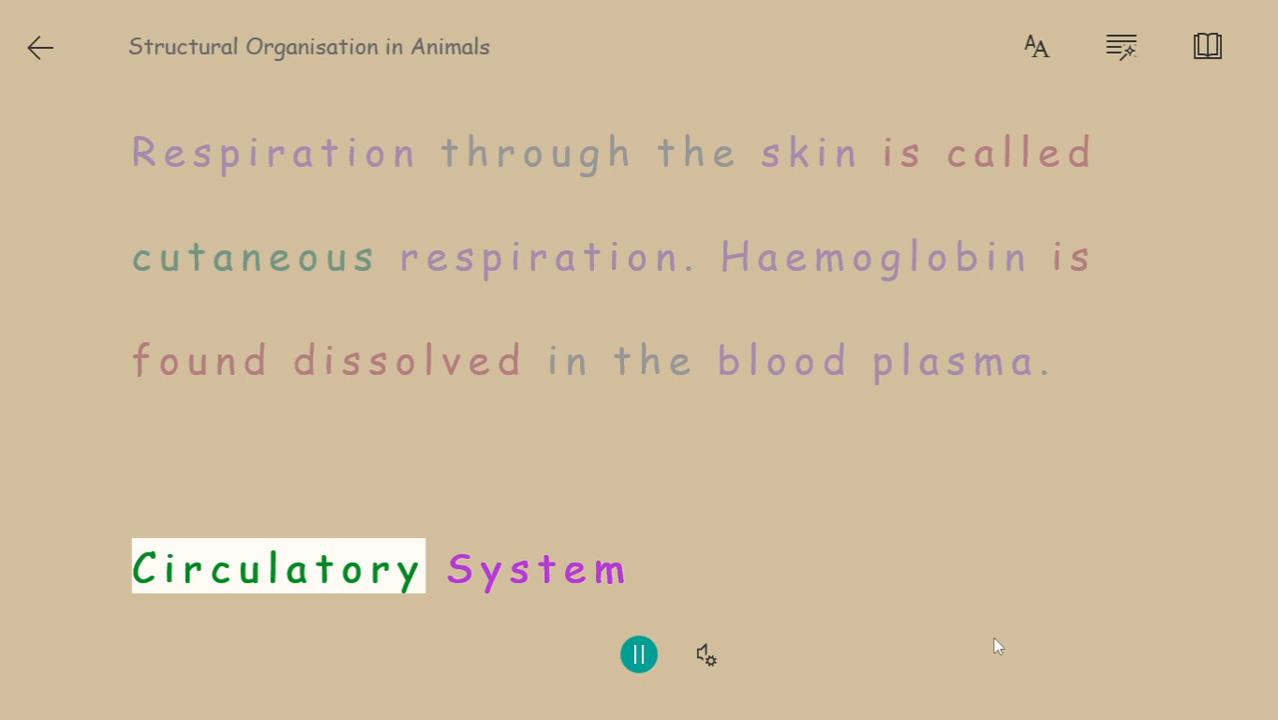 Structural Organisation in Animals
Respiration through the skin is called
cutaneous respiration. Haemoglobin is
found dissolved in the blood plasma.
Circulatory System